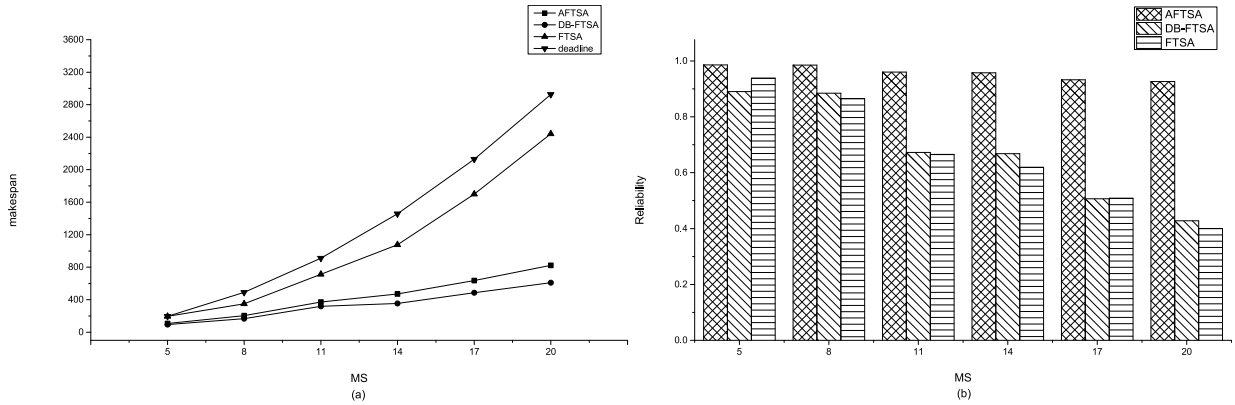 AFTSA
DB-FTSA
FTSA
deadline
3600
3200
2800
2400
2000
1600
1200
800
400
0
makespan
5 8 11 14 17 20
MS
(a)
AFTSA
DB-FTSA
FTSA
1.0
0.8
0.6
0.4
0.2
0.0
Reliability
5 8 11 14 17 20
MS
(b)